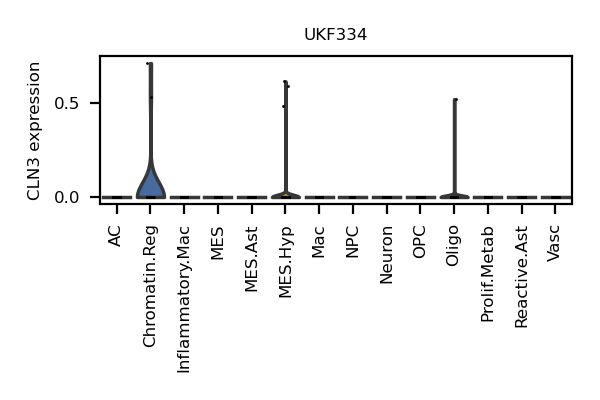 UKF334
CLN3 expression
0.5
0.0
AC
Chromatin.Reg
Inflammatory.Mac
MES
MES.Ast
MES.Hyp
Mac
NPC
Neuron
OPC
Oligo
Prolif.Metab
Reactive.Ast
Vasc